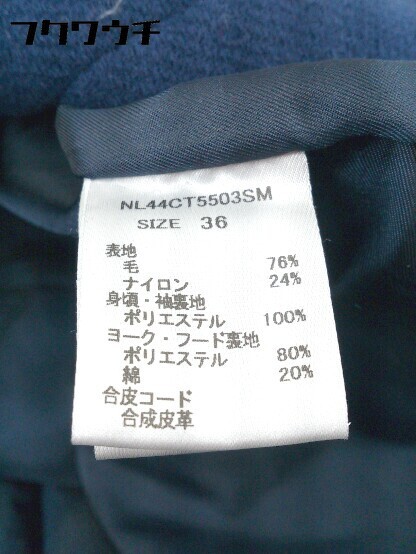 フクワウチ
NL44CT5503SM
SIZE 36
表地
毛 76%
ナイロン 24%
身頃・袖裏地
ポリエステル 100%
ヨーク・フード裏地
ポリエステル 80%
綿 20%
合皮コード
合成皮革